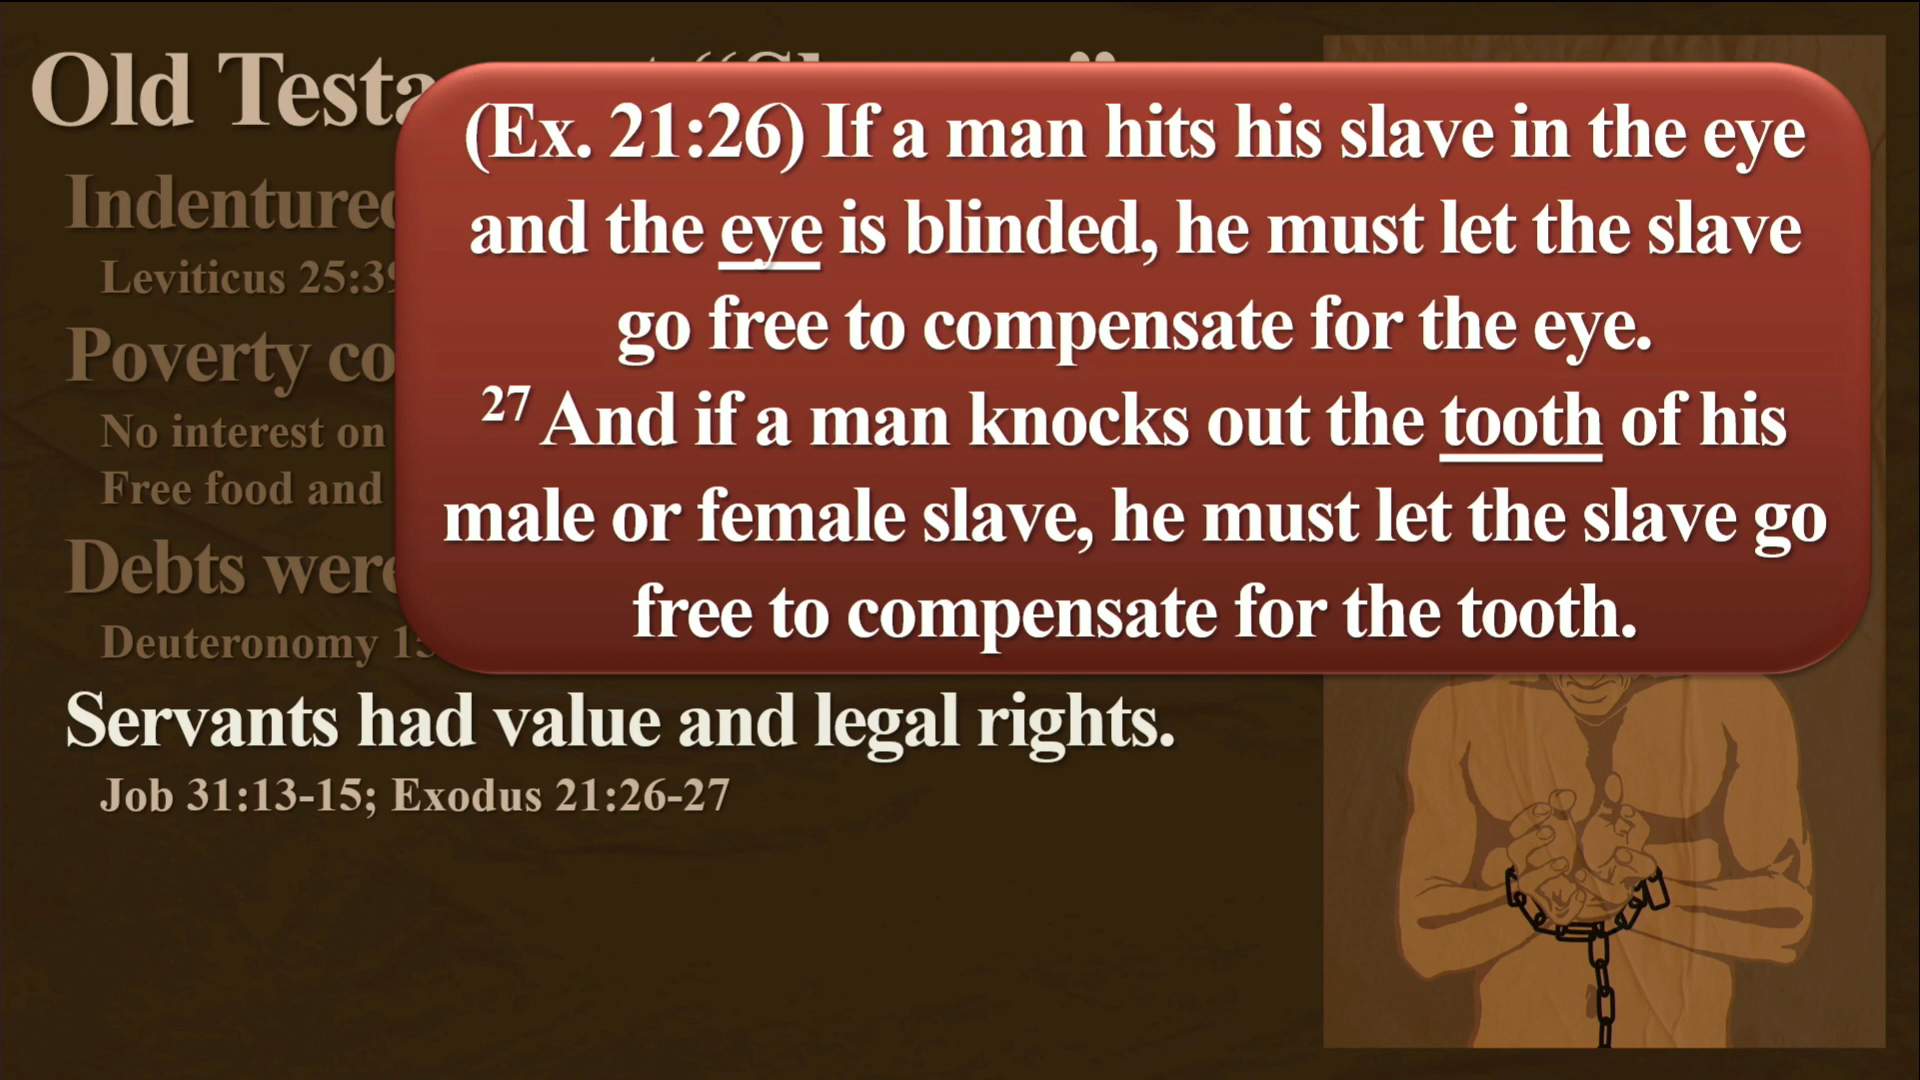 Old Testa
(Ex. 21:26) If a man hits his slave in the eye
and the eye is blinded, he must let the slave
go free to compensate for the eye.
27 And if a man knocks out the tooth of his
male or female slave, he must let the slave go
free to compensate for the tooth.
Indentured
Leviticus 25:39
Poverty co
No interest on
Free food and
Debts were
Deuteronomy 15
Servants had value and legal rights.
Job 31:13-15; Exodus 21:26-27